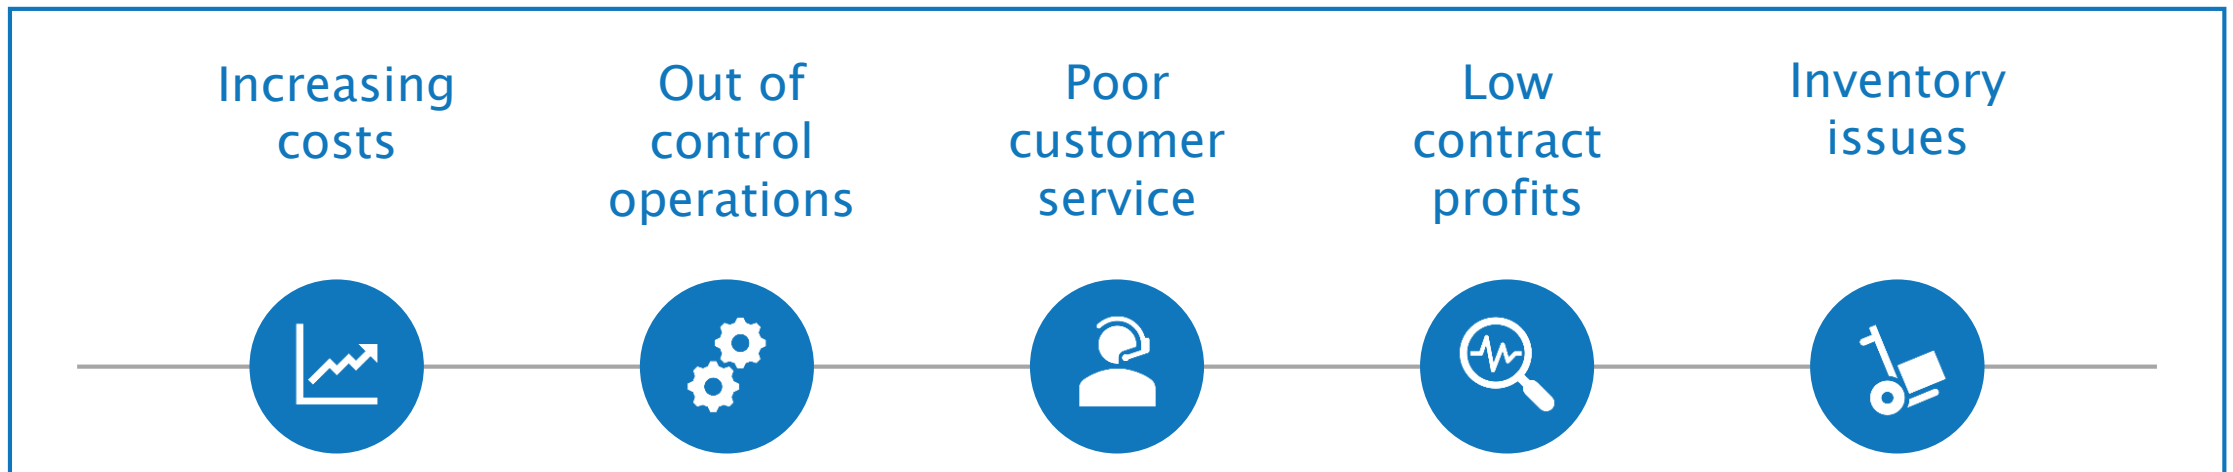 Increasing
costs
Out of
control
operations
Poor
customer
service
Low
contract
profits
Inventory
issues